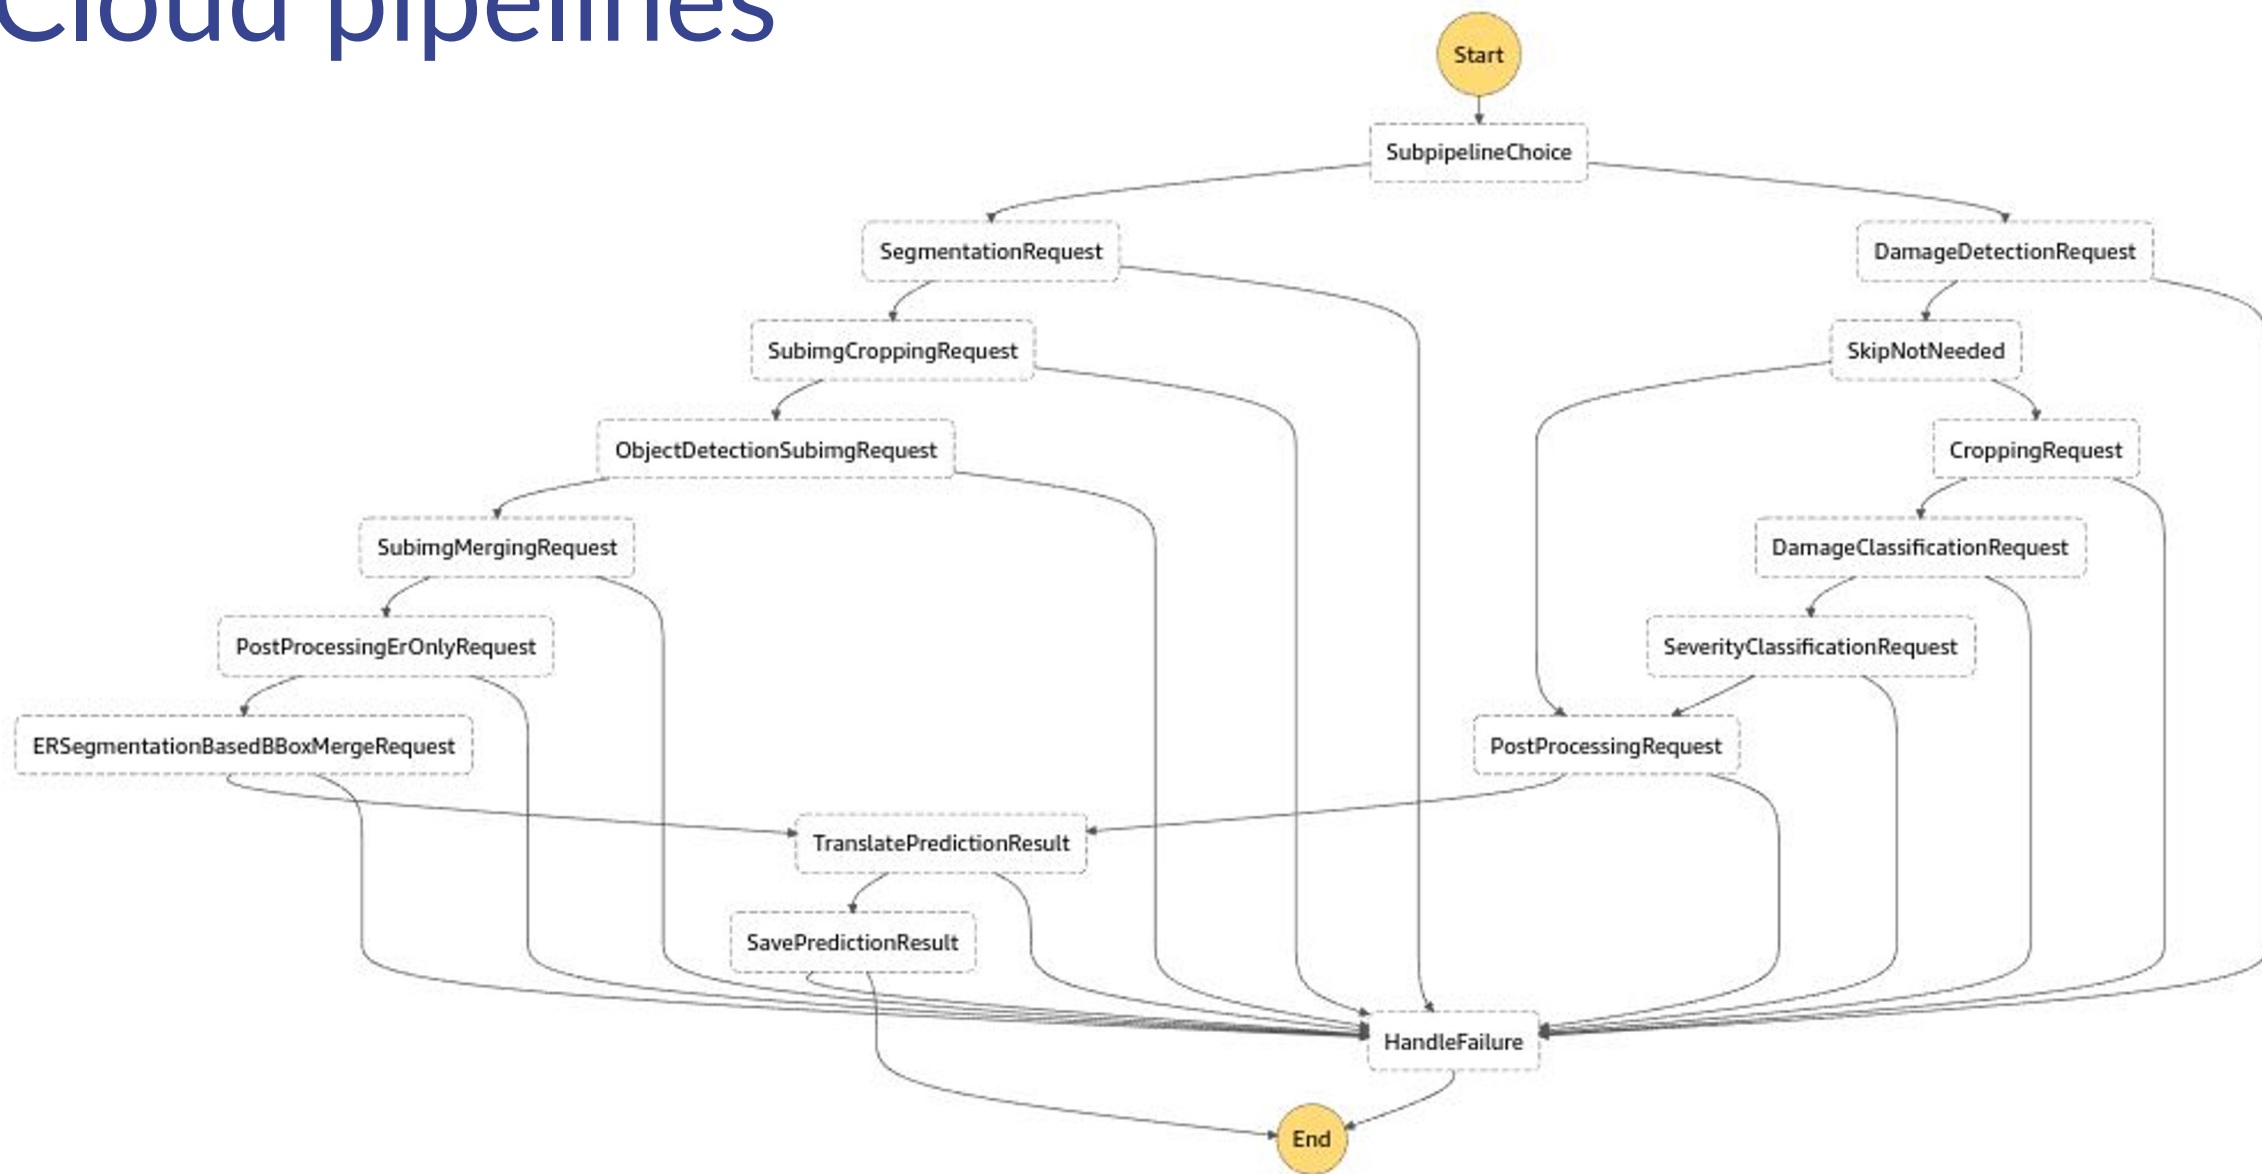 Cloud pipelines
Start
SubpipelineChoice
SegmentationRequest
DamageDetectionRequest
SubimgCroppingRequest
SkipNotNeeded
ObjectDetectionSubimgRequest
CroppingRequest
SubimgMergingRequest
DamageClassificationRequest
PostProcessingErOnlyRequest
SeverityClassificationRequest
ERSegmentationBasedBBoxMergeRequest
PostProcessingRequest
TranslatePredictionResult
SavePredictionResult
HandleFailure
End